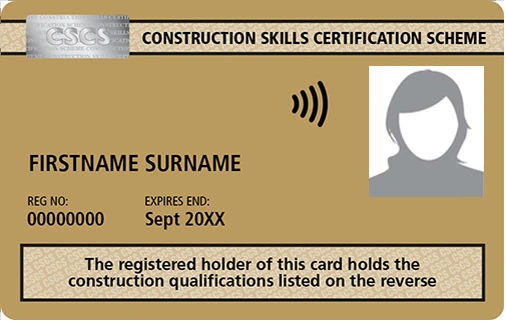 CSCS
CONSTRUCTION SKILLS CERTIFICATION SCHEME
FIRSTNAME SURNAME
REG NO:
00000000
EXPIRES END:
Sept 20XX
The registered holder of this card holds the
construction qualifications listed on the reverse